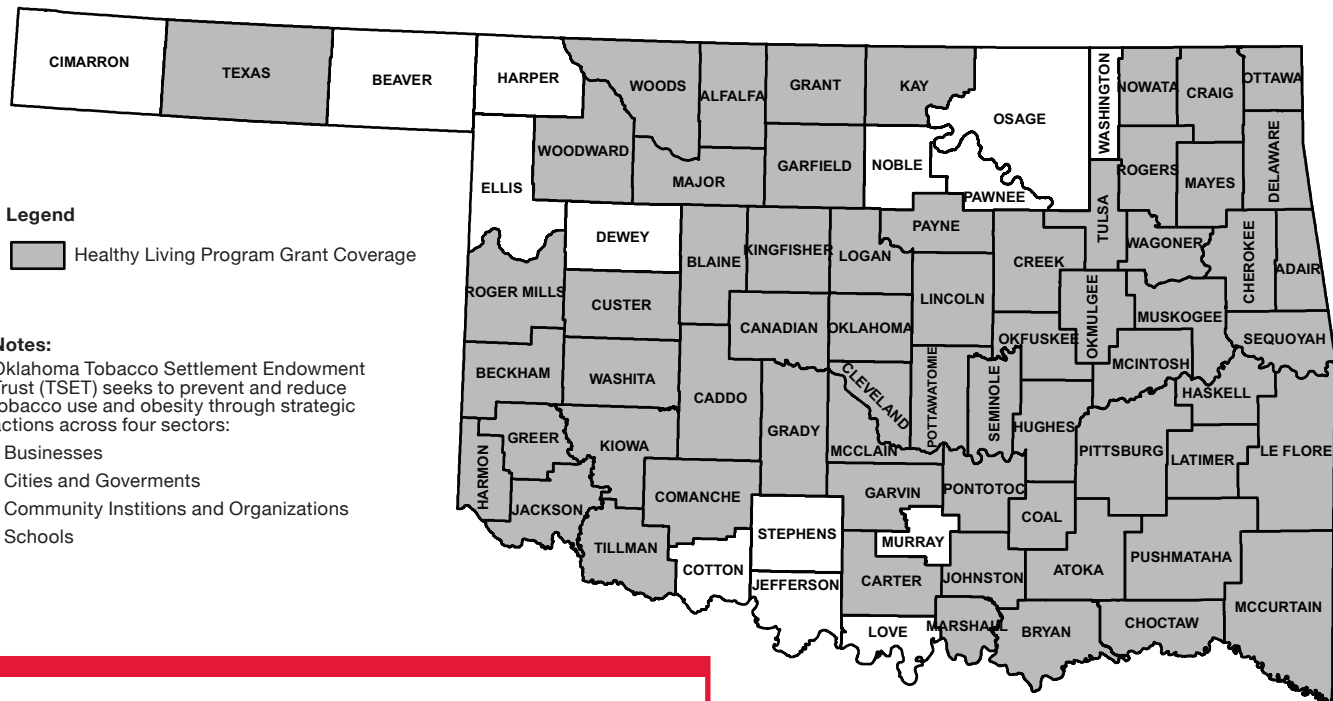 CIMARRON
TEXAS
BEAVER
HARPER
WOODS
ALFALFA
GRANT
KAY
OSAGE
WASHINGTON
NOWATA
CRAIG
OTTAWA
WOODWARD
ELLIS
MAJOR
GARFIELD
NOBLE
PAWNEE
ROGERS
MAYES
DELAWARE
TULSA
Legend
Healthy Living Program Grant Coverage
DEWEY
BLAINE
KINGFISHER
LOGAN
PAYNE
CREEK
WAGONER
CHEROKEE
ADAIR
ROGER MILLS
CUSTER
CANADIAN
OKLAHOMA
LINCOLN
OKMULGEE
MUSKOGEE
SEQUOYAH
OKFUSKEE
MCINTOSH
Notes:
Oklahoma Tobacco Settlement Endowment
Trust (TSET) seeks to prevent and reduce
tobacco use and obesity through strategic
actions across four sectors:
Businesses
Cities and Goverments
Community Institions and Organizations
Schools
BECKHAM
WASHITA
CADDO
GRADY
CLEVELAND
POTTAWATOMIE
SEMINOLE
HUGHES
HASKELL
PITTSBURG
LATIMER
LE FLORE
HARMON
GREER
KIOWA
MCCLAIN
JACKSON
COMANCHE
GARVIN
PONTOTOC
COAL
TILLMAN
COTTON
STEPHENS
MURRAY
JEFFERSON
CARTER
JOHNSTON
ATOKA
PUSHMATAHA
MCCURTAIN
LOVE
MARSHALL
BRYAN
CHOCTAW